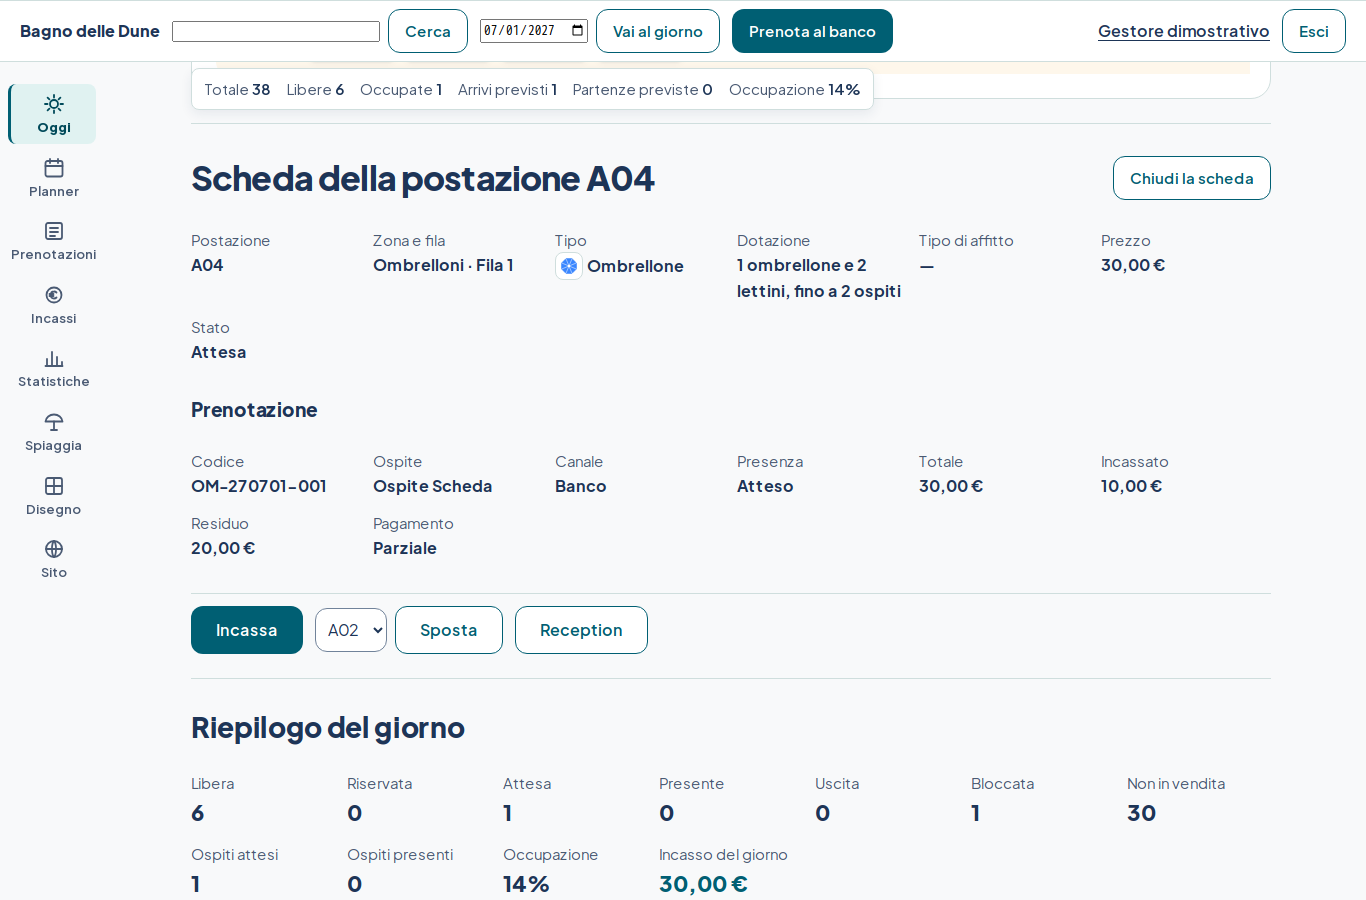 Bagno delle Dune
Cerca
07/01/2027
Vai al giorno
Prenota al banco
Gestore dimostrativo
Esci
Totale 38 Libere 6 Occupate 1 Arrivi previsti 1 Partenze previste 0 Occupazione 14%
Oggi
Planner
Prenotazioni
Incassi
Statistiche
Spiaggia
Disegno
Sito
Scheda della postazione A04
Chiudi la scheda
Postazione
A04
Zona e fila
Ombrelloni · Fila 1
Tipo
Ombrellone
Dotazione
1 ombrellone e 2
lettini, fino a 2 ospiti
Tipo di affitto
—
Prezzo
30,00 €
Stato
Attesa
Prenotazione
Codice
OM-270701-001
Ospite
Ospite Scheda
Canale
Banco
Presenza
Atteso
Totale
30,00 €
Incassato
10,00 €
Residuo
20,00 €
Pagamento
Parziale
Incassa
A02
Sposta
Reception
Riepilogo del giorno
Libera
6
Riservata
0
Attesa
1
Presente
0
Uscita
0
Bloccata
1
Non in vendita
30
Ospiti attesi
1
Ospiti presenti
0
Occupazione
14%
Incasso del giorno
30,00 €